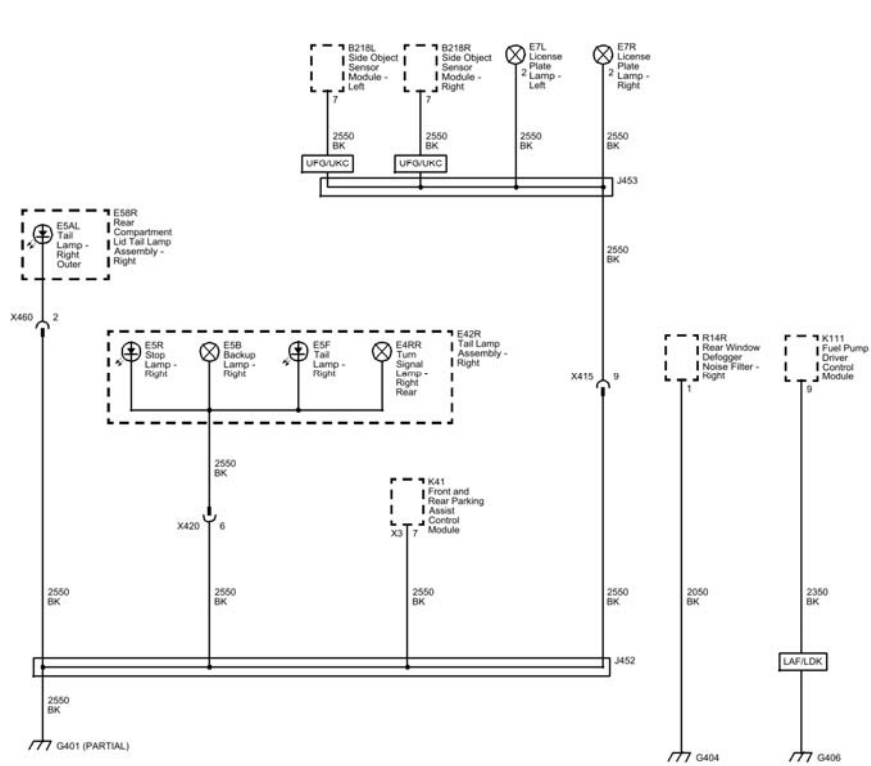 B218L
Side Object
Sensor
Module -
Left
7
B218R
Side Object
Sensor
Module -
Right
7
E7L
License
Plate
Lamp -
Left
2
E7R
License
Plate
Lamp -
Right
2
2550
BK
2550
BK
2550
BK
2550
BK
UFG/UKC
UFG/UKC
J453
2550
BK
E58R
Rear
Compartment
Lid Tail Lamp
Assembly -
Right
E5AL
Tail
Lamp -
Right
Outer
X460
2
E42R
Tail Lamp
Assembly -
Right
E5R
Stop
Lamp -
Right
E5B
Backup
Lamp -
Right
E5F
Tail
Lamp -
Right
E4RR
Turn
Signal
Lamp -
Right
Rear
X415
9
R14R
Rear Window
Defogger
Noise Filter -
Right
1
K111
Fuel Pump
Driver
Control
Module
9
2550
BK
X420
6
K41
Front and
Rear Parking
Assist
Control
Module
X3
7
2550
BK
2550
BK
2550
BK
2550
BK
2050
BK
2350
BK
J452
LAF/LDK
2550
BK
G401 (PARTIAL)
G404
G406